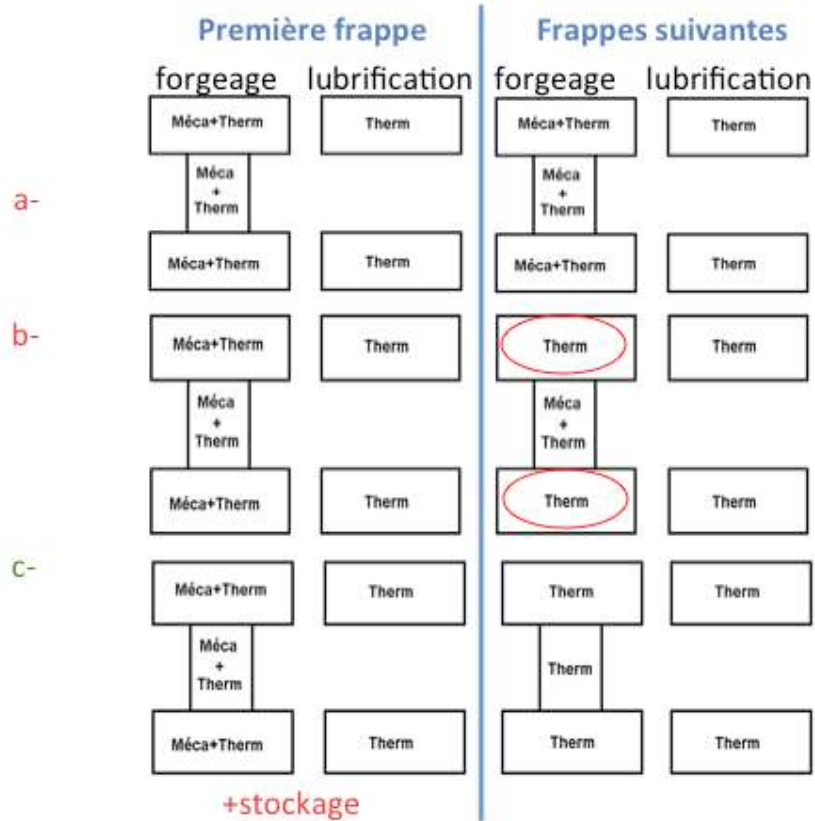 Première frappe Frappes suivantes
forgeage lubrification forgeage lubrification
Méca+Therm Therm Méca+Therm Therm
a-
Méca
+
Therm
Méca
+
Therm
Méca+Therm Therm Méca+Therm Therm
b-
Méca+Therm Therm Therm Therm
Méca
+
Therm
Méca
+
Therm
Méca+Therm Therm Therm Therm
c-
Méca+Therm Therm Therm Therm
Méca
+
Therm
Therm
Méca+Therm Therm Therm Therm
+stockage